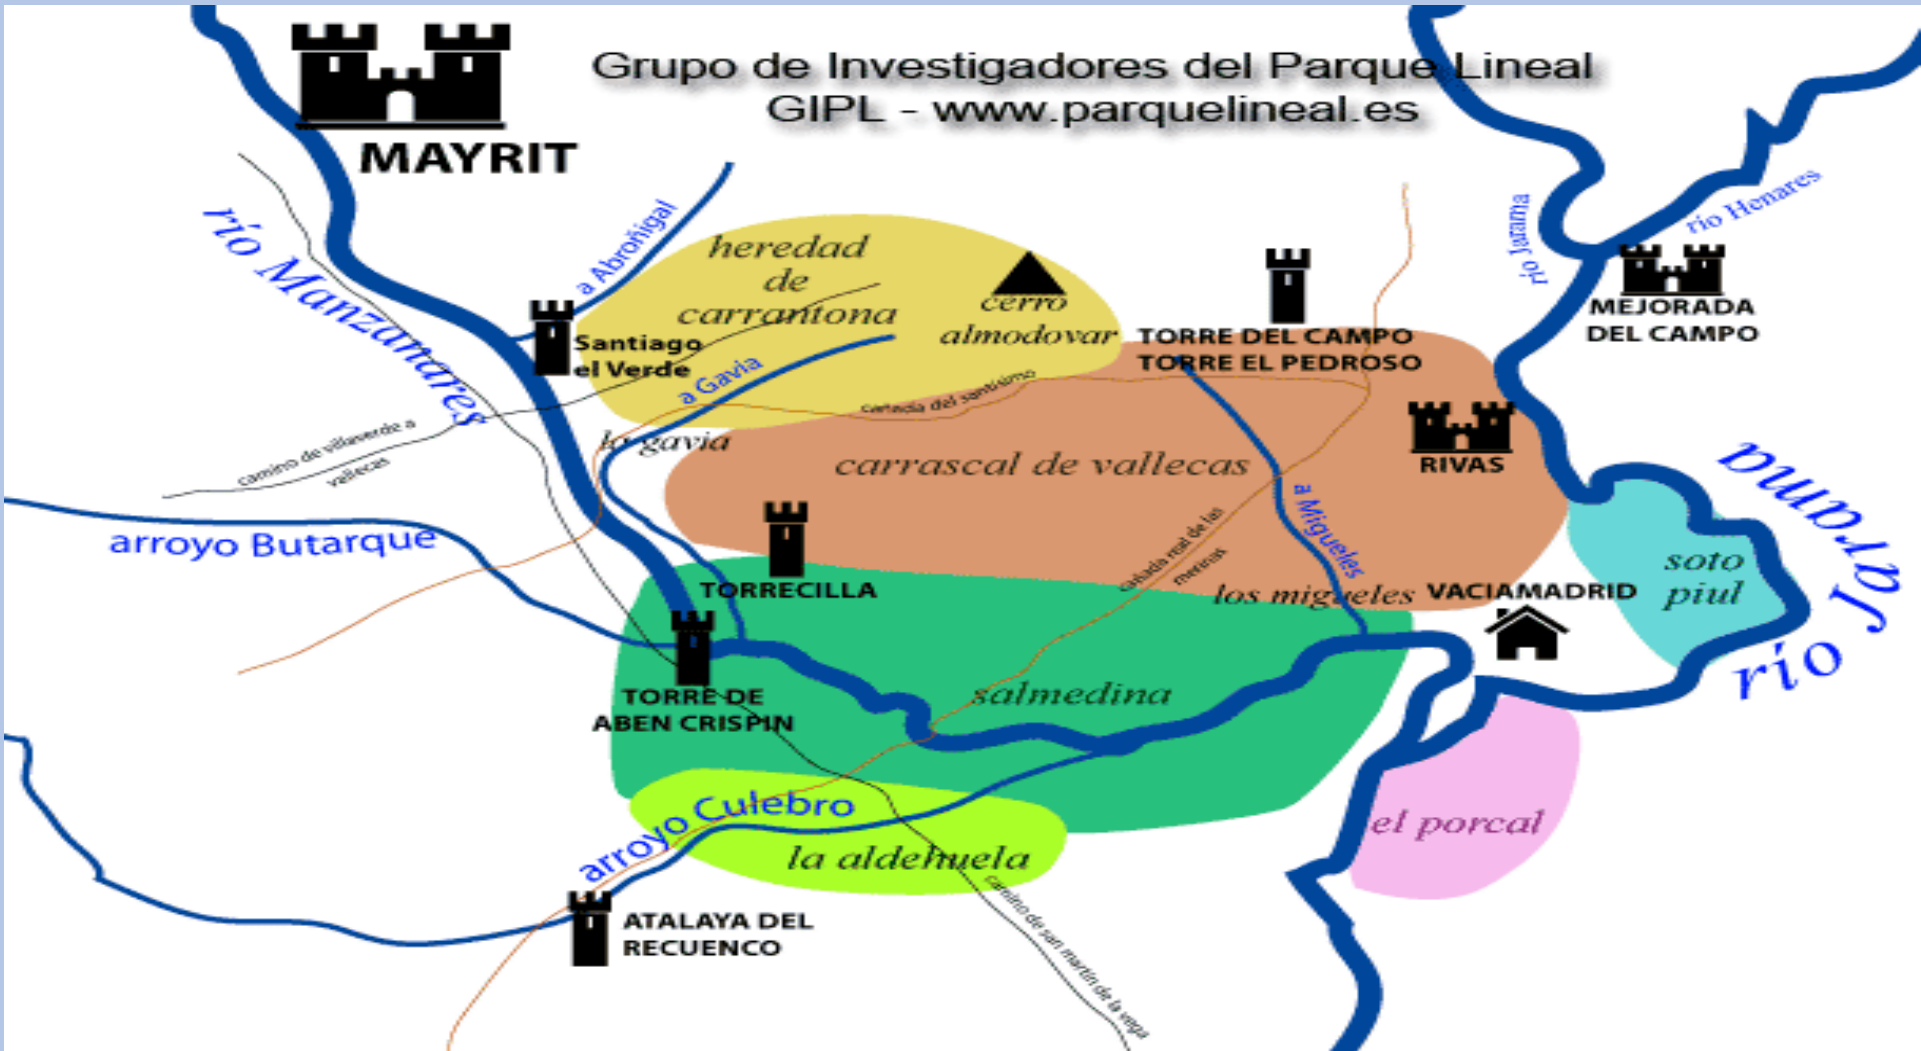 Grupo de Investigadores del Parque Lineal
GIPL - www.parquelineal.es
MAYRIT
río Manzanares
a Abroñigal
heredad
de
carrantona
cerro
almodovar
Santiago
el Verde
a Gavia
la gavia
cartacia del santisimo
TORRE DEL CAMPO
TORRE EL PEDROSO
río Jarama
río Henares
MEJORADA
DEL CAMPO
RIVAS
camino de villaverde a
vallecas
carrascal de vallecas
arroyo Butarque
TORRECILLA
a Migueles
cañada real de las
merinas
los migueles
VACIAMADRID
soto
piul
río Jarama
TORRE DE
ABEN CRISPIN
salmedina
arroyo Culebro
la aldehuela
el porcal
ATALAYA DEL
RECUENCO
camino de san martín de la vega